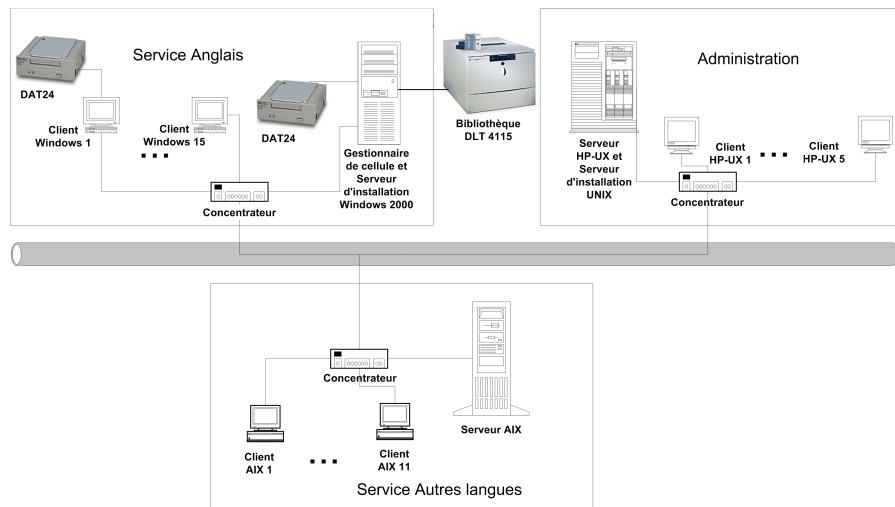 Service Anglais
DAT24
Client
Windows 1
Client
Windows 15
DAT24
Gestionnaire
de cellule et
Serveur
d'installation
Windows 2000
Concentrateur
Bibliothèque
DLT 4115
Administration
Serveur
HP-UX et
Serveur
d'installation
UNIX
Client
HP-UX 1
Client
HP-UX 5
Concentrateur
Concentrateur
Client
AIX 1
Client
AIX 11
Serveur AIX
Service Autres langues